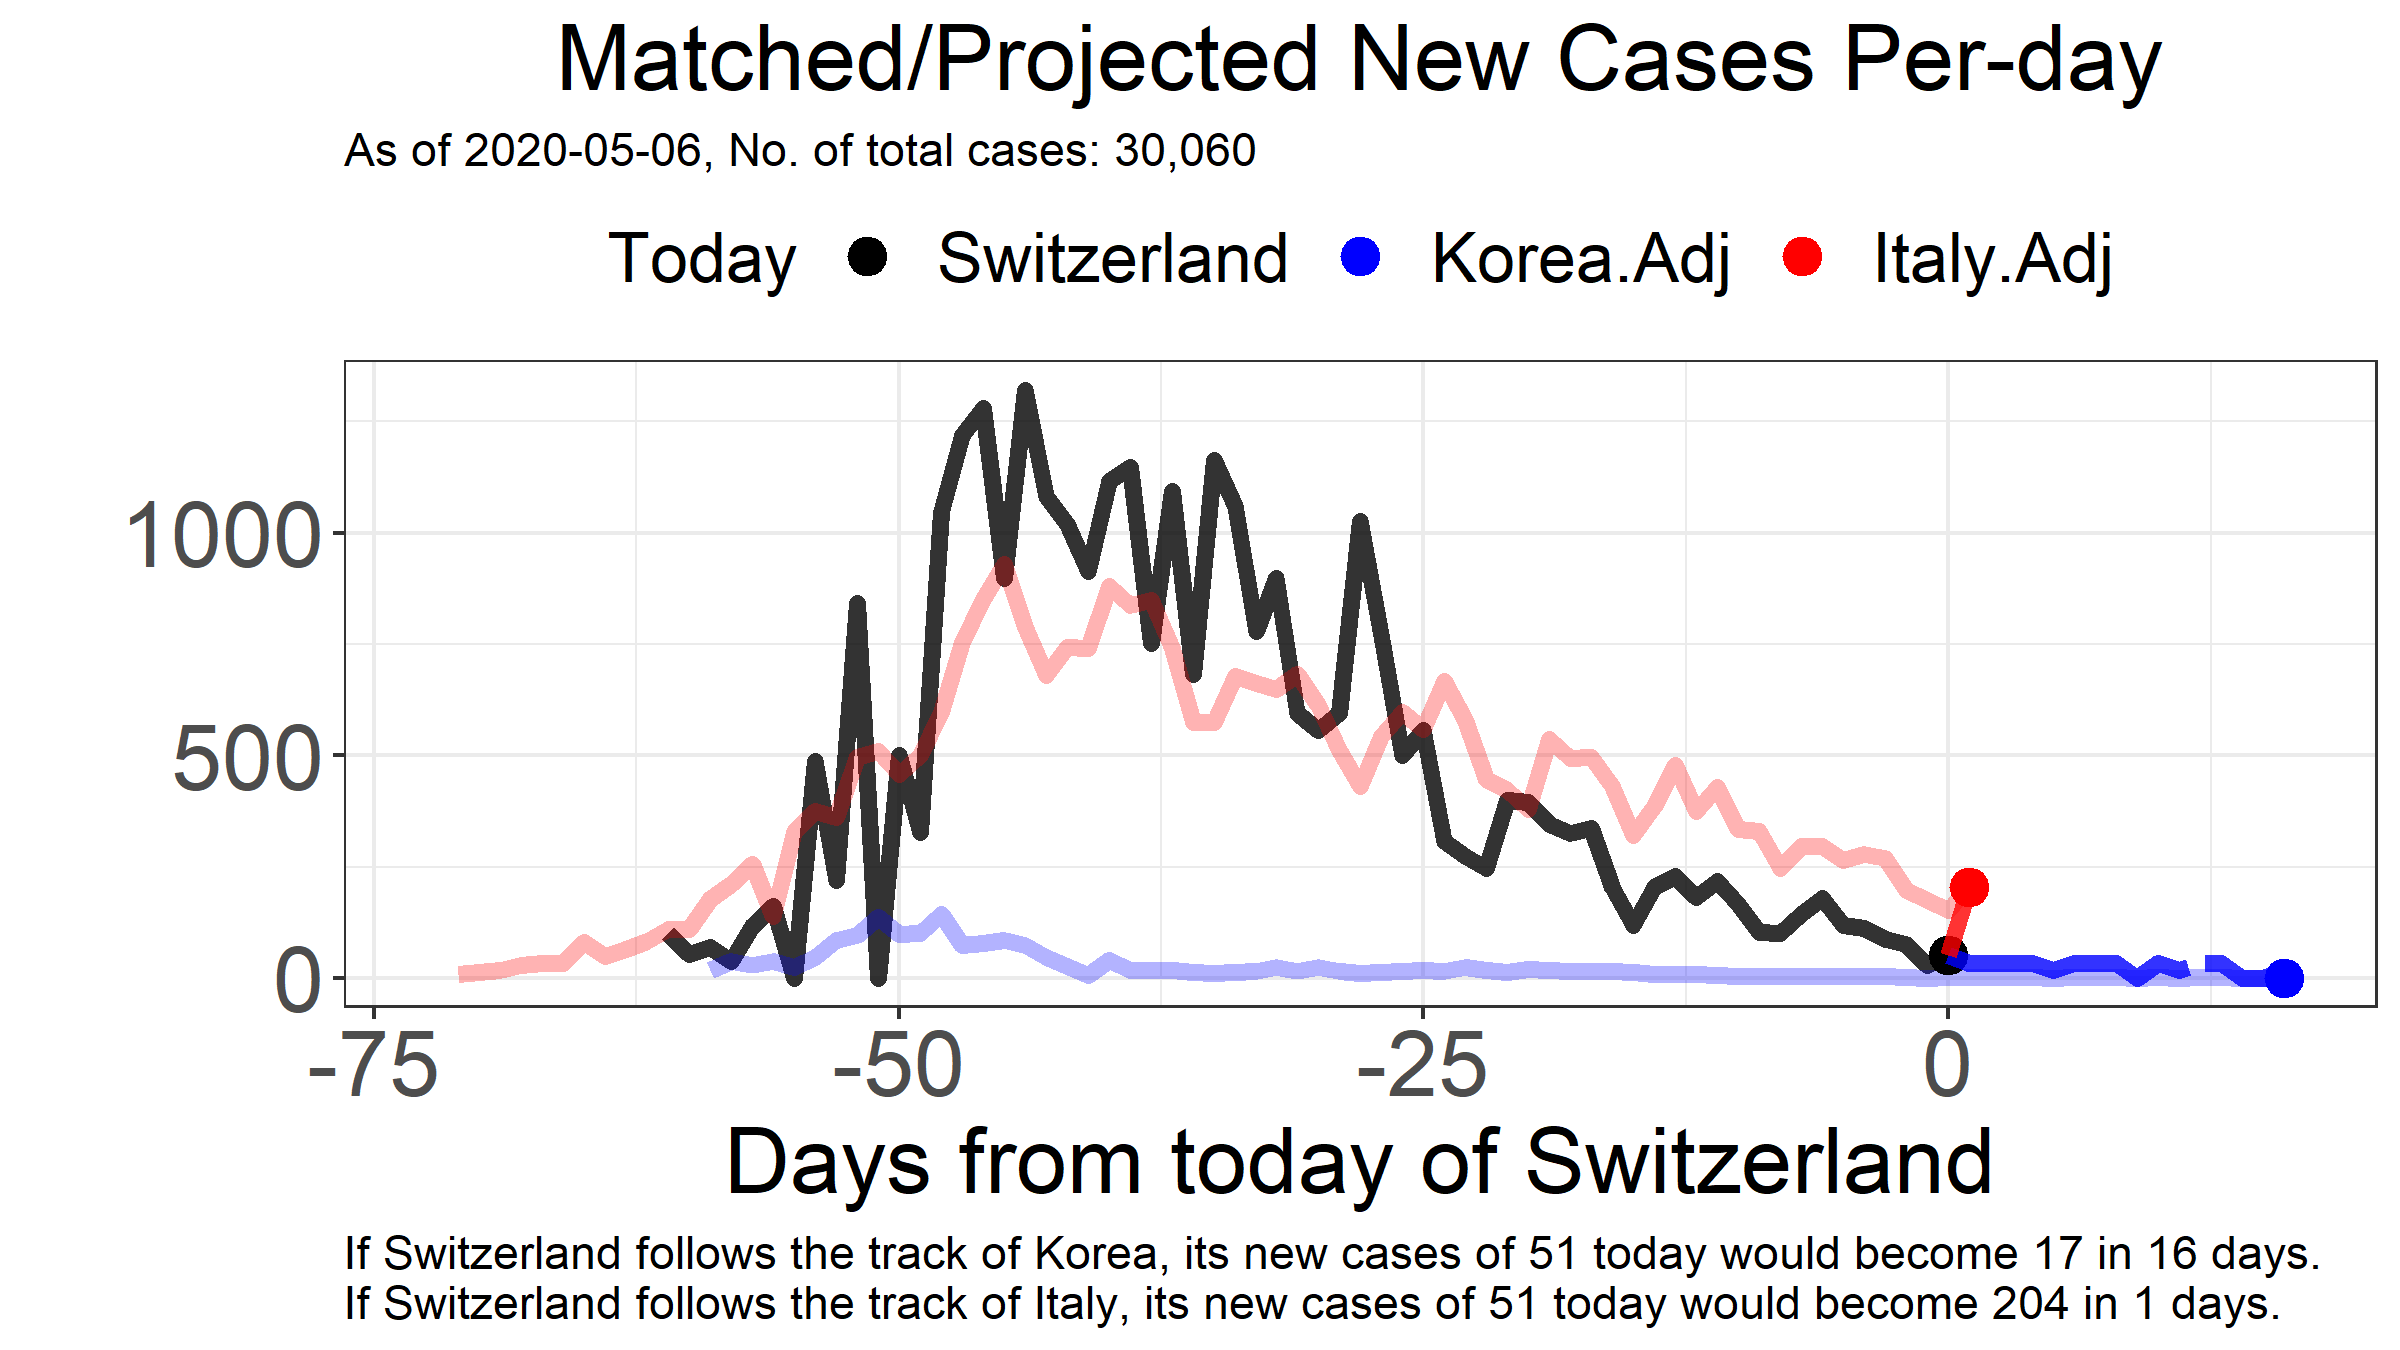 Matched/Projected New Cases Per-day
As of 2020-05-06, No. of total cases: 30,060
Today Switzerland Korea.Adj Italy.Adj
1000
500
0
-75 -50 -25 0
Days from today of Switzerland
If Switzerland follows the track of Korea, its new cases of 51 today would become 17 in 16 days.
If Switzerland follows the track of Italy, its new cases of 51 today would become 204 in 1 days.